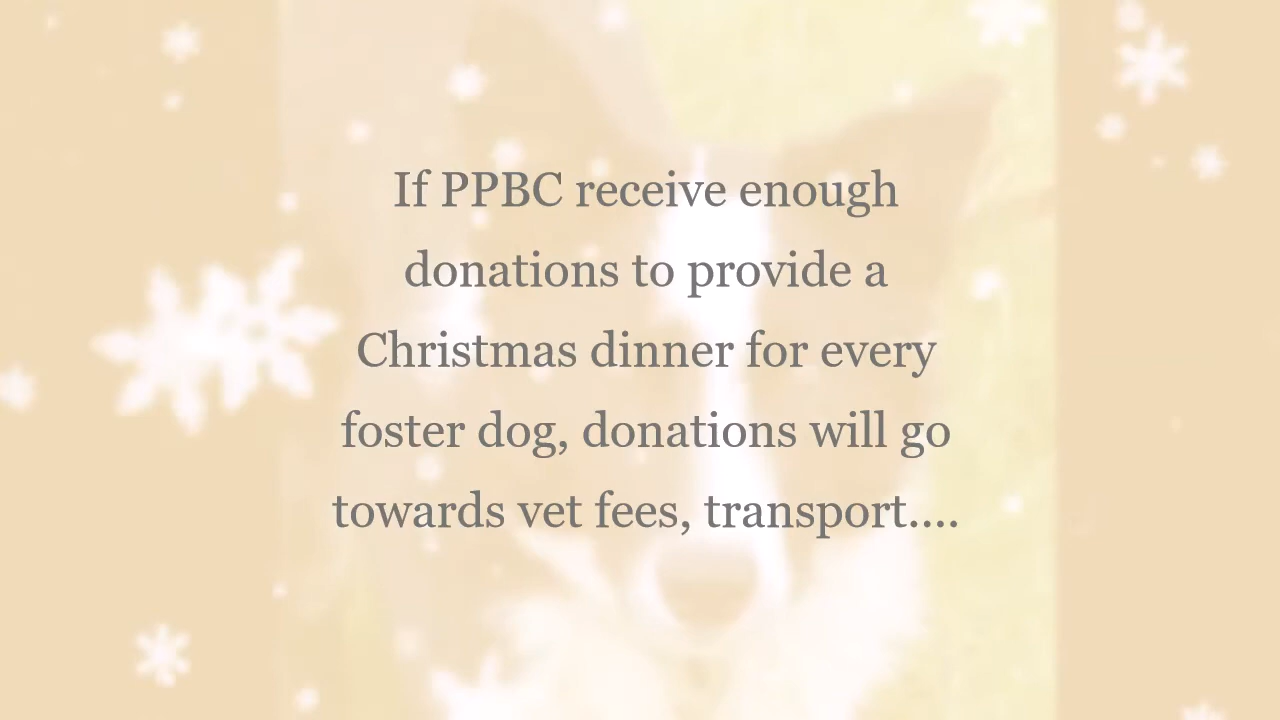 If PPBC receive enough
donations to provide a
Christmas dinner for every
foster dog, donations will go
towards vet fees, transport....